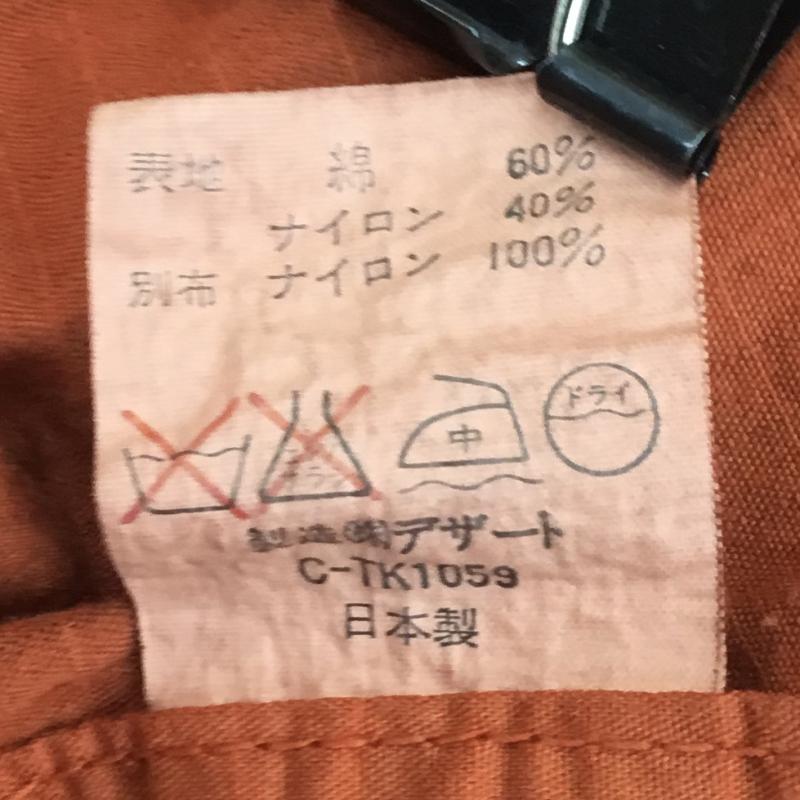 表地 綿 60%
ナイロン 40%
別布 ナイロン 100%
中
ドライ
製造㈱デザート
C-TK1059
日本製